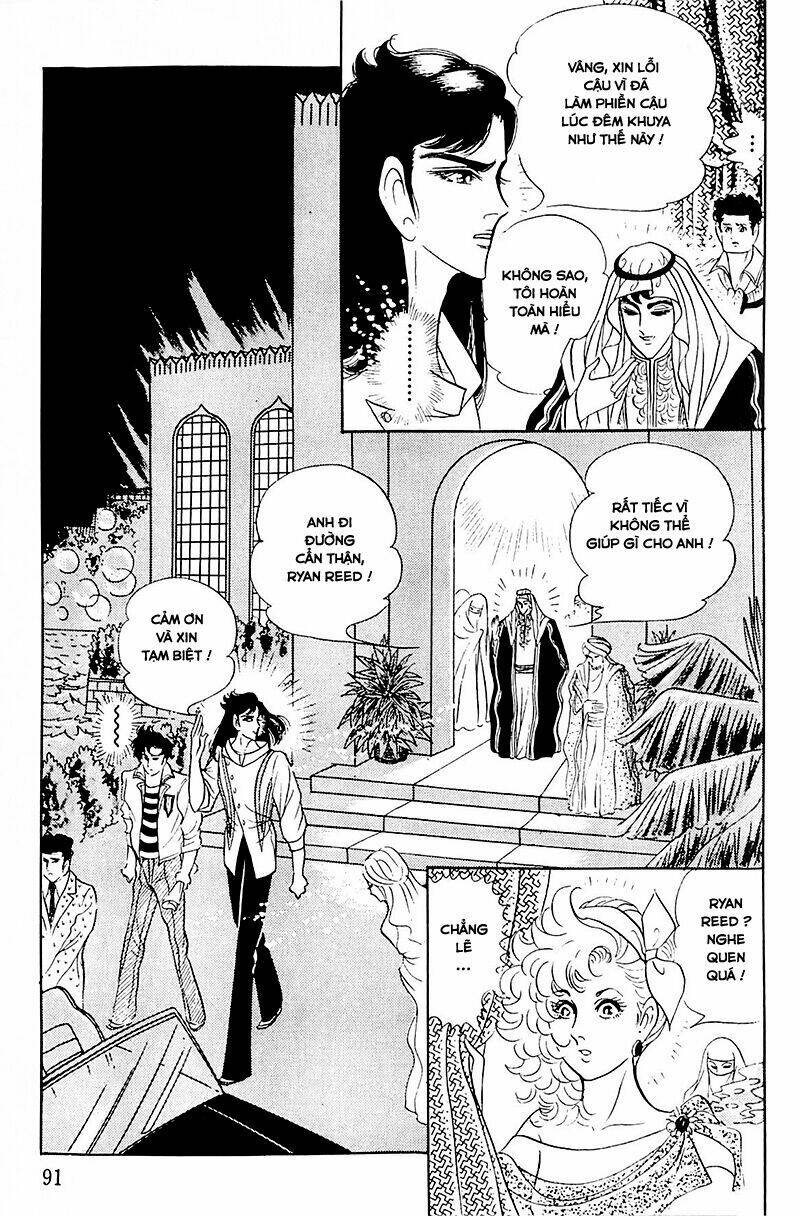 VÂNG, XIN LỖI
CẬU VÌ ĐÃ
LÀM PHIỀN CẬU
LÚC ĐÊM KHUYA
NHƯ THẾ NÀY !
...
KHÔNG SAO,
TÔI HOÀN
TOÀN HIỂU
MÀ !
RẤT TIẾC VÌ
KHÔNG THỂ
GIÚP GÌ CHO ANH !
ANH ĐI
ĐƯỜNG
CẨN THẬN,
RYAN REED !
CẢM ƠN
VÀ XIN
TẠM BIỆT !
RYAN
REED ?
NGHE
QUEN
QUÁ !
CHẲNG
LẼ
...
91